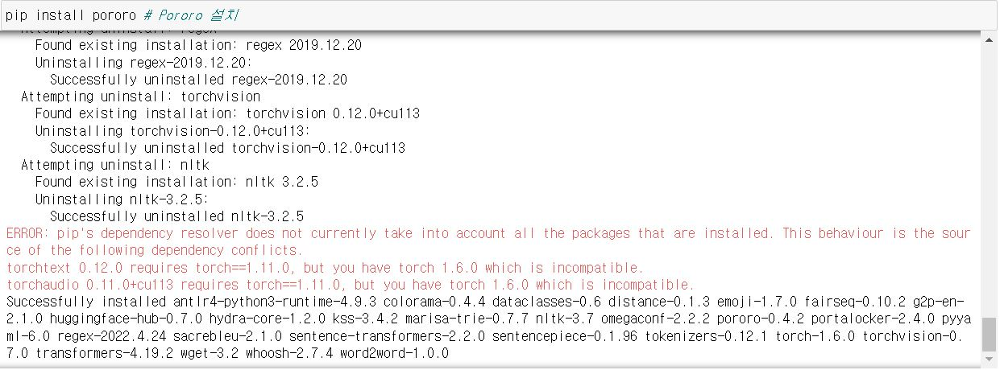 pip install pororo # Pororo 설치
Attempting uninstall: regex
Found existing installation: regex 2019.12.20
Uninstalling regex-2019.12.20:
Successfully uninstalled regex-2019.12.20
Attempting uninstall: torchvision
Found existing installation: torchvision 0.12.0+cu113
Uninstalling torchvision-0.12.0+cu113:
Successfully uninstalled torchvision-0.12.0+cu113
Attempting uninstall: nltk
Found existing installation: nltk 3.2.5
Uninstalling nltk-3.2.5:
Successfully uninstalled nltk-3.2.5
ERROR: pip's dependency resolver does not currently take into account all the packages that are installed. This behaviour is the sour
ce of the following dependency conflicts.
torchtext 0.12.0 requires torch==1.11.0, but you have torch 1.6.0 which is incompatible.
torchaudio 0.11.0+cu113 requires torch==1.11.0, but you have torch 1.6.0 which is incompatible.
Successfully installed antlr4-python3-runtime-4.9.3 colorama-0.4.4 dataclasses-0.6 distance-0.1.3 emoji-1.7.0 fairseq-0.10.2 g2p-en-
2.1.0 huggingface-hub-0.7.0 hydra-core-1.2.0 kss-3.4.2 marisa-trie-0.7.7 nltk-3.7 omegaconf-2.2.2 pororo-0.4.2 portalocker-2.4.0 pyya
ml-6.0 regex-2022.4.24 sacrebleu-2.1.0 sentence-transformers-2.2.0 sentencepiece-0.1.96 tokenizers-0.12.1 torch-1.6.0 torchvision-0.
7.0 transformers-4.19.2 wget-3.2 whoosh-2.7.4 word2word-1.0.0